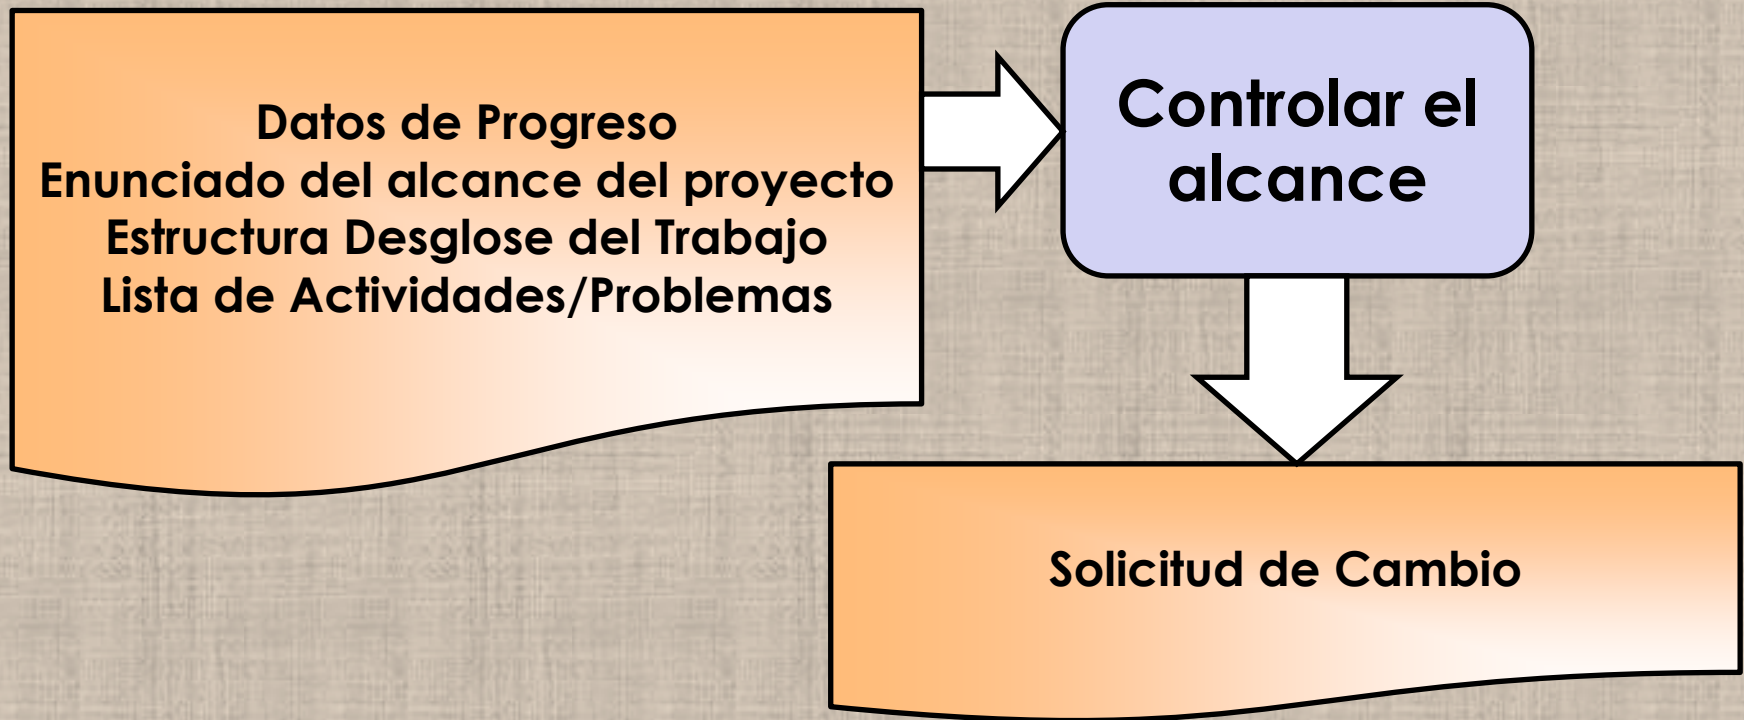 Datos de Progreso
Enunciado del alcance del proyecto
Estructura Desglose del Trabajo
Lista de Actividades/Problemas
Controlar el
alcance
Solicitud de Cambio